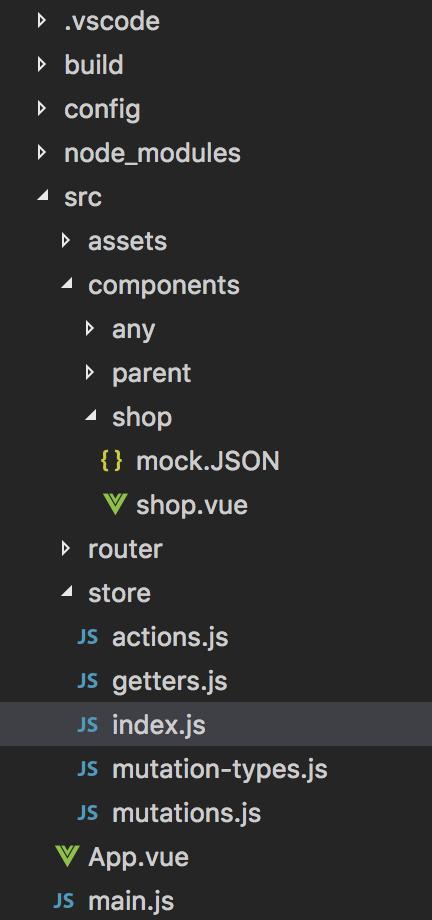 .vscode
build
config
node_modules
src
assets
components
any
parent
shop
{} mock.JSON
shop.vue
router
store
JS actions.js
JS getters.js
JS index.js
JS mutation-types.js
JS mutations.js
App.vue
JS main.js